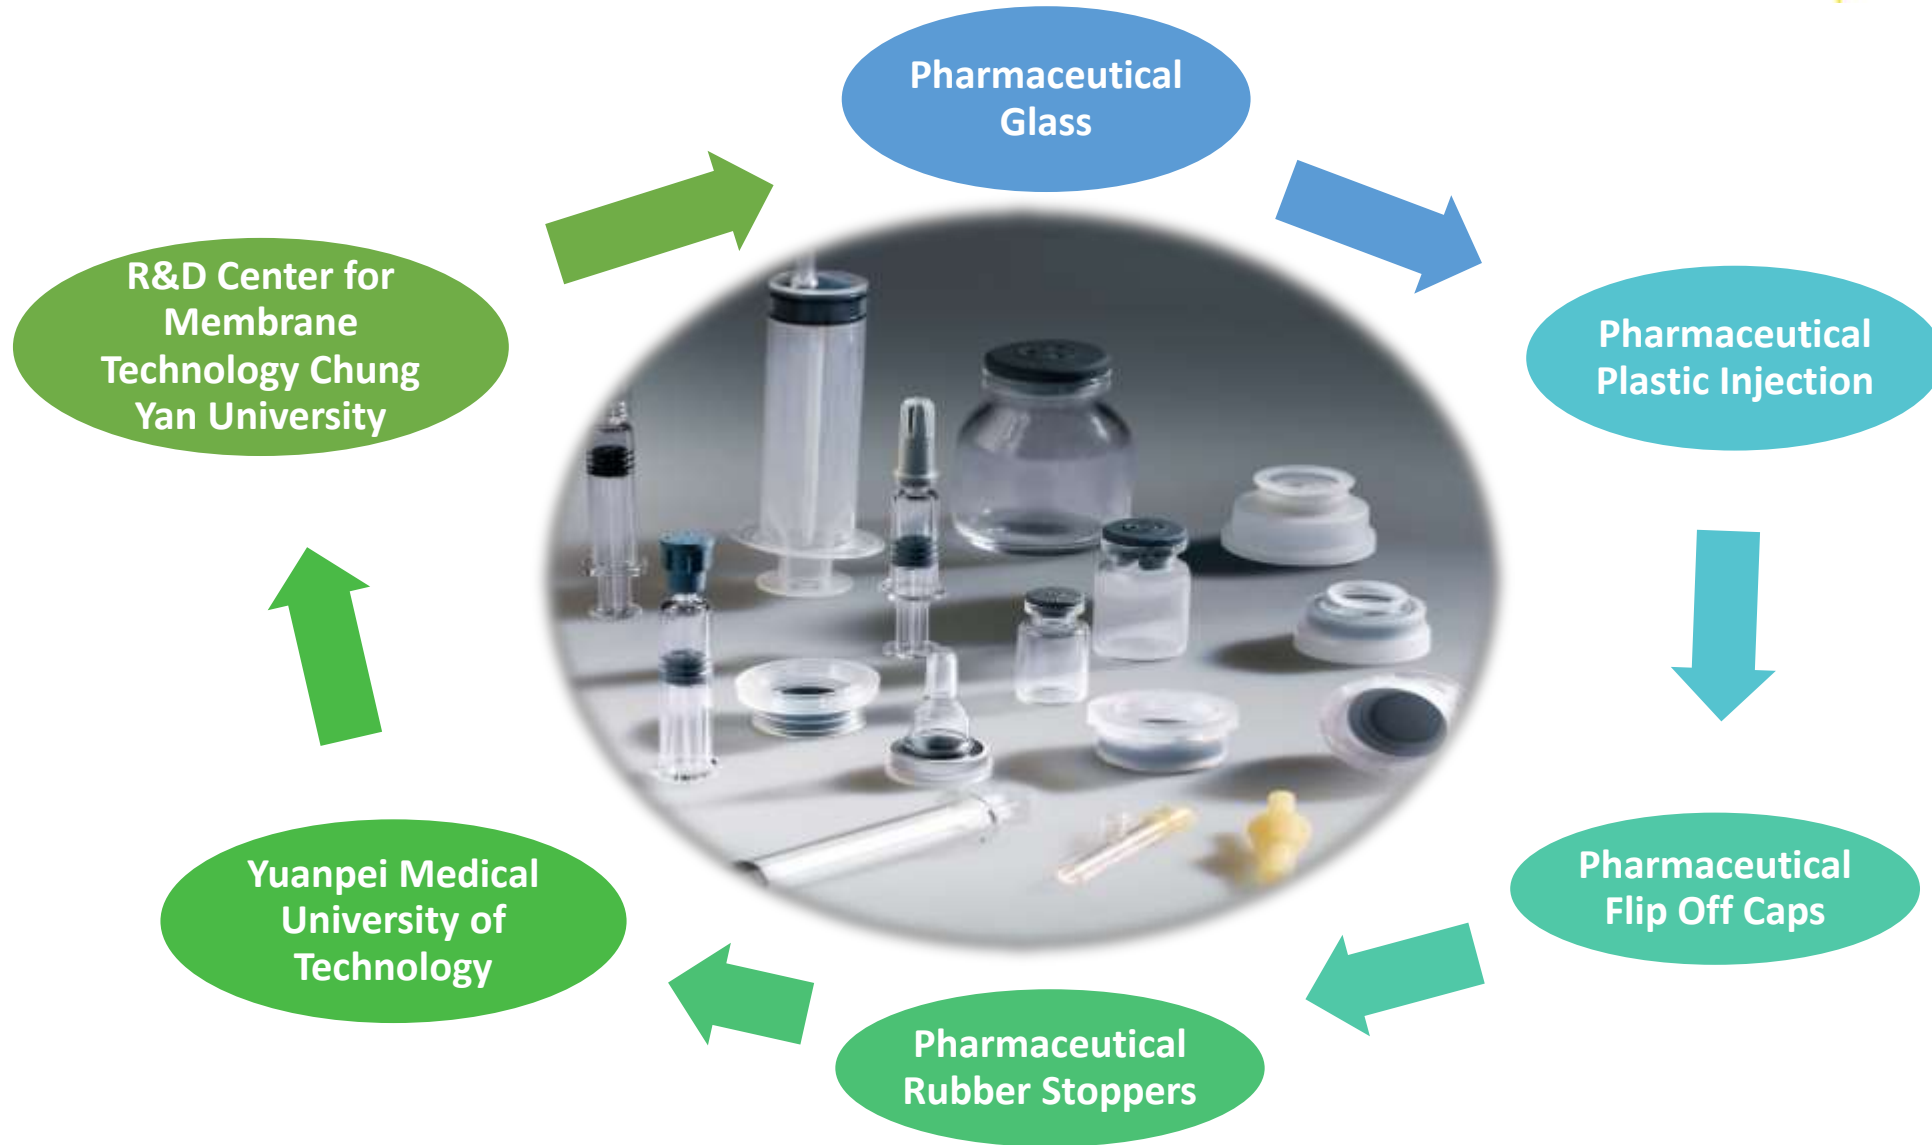 Pharmaceutical
Glass
Pharmaceutical
Plastic Injection
Pharmaceutical
Flip Off Caps
Pharmaceutical
Rubber Stoppers
Yuanpei Medical
University of
Technology
R&D Center for
Membrane
Technology Chung
Yan University